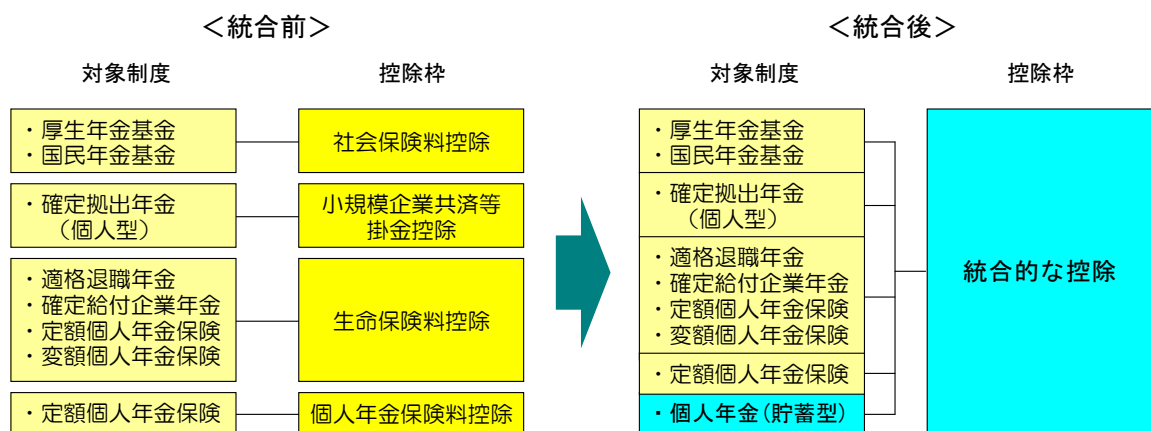 ＜統合前＞
対象制度
控除枠
・厚生年金基金
・国民年金基金
社会保険料控除
・確定拠出年金
（個人型）
小規模企業共済等
掛金控除
・適格退職年金
・確定給付企業年金
・定額個人年金保険
・変額個人年金保険
生命保険料控除
・定額個人年金保険
個人年金保険料控除
＜統合後＞
対象制度
控除枠
・厚生年金基金
・国民年金基金
・確定拠出年金
（個人型）
・適格退職年金
・確定給付企業年金
・定額個人年金保険
・変額個人年金保険
・定額個人年金保険
・個人年金（貯蓄型）
統合的な控除